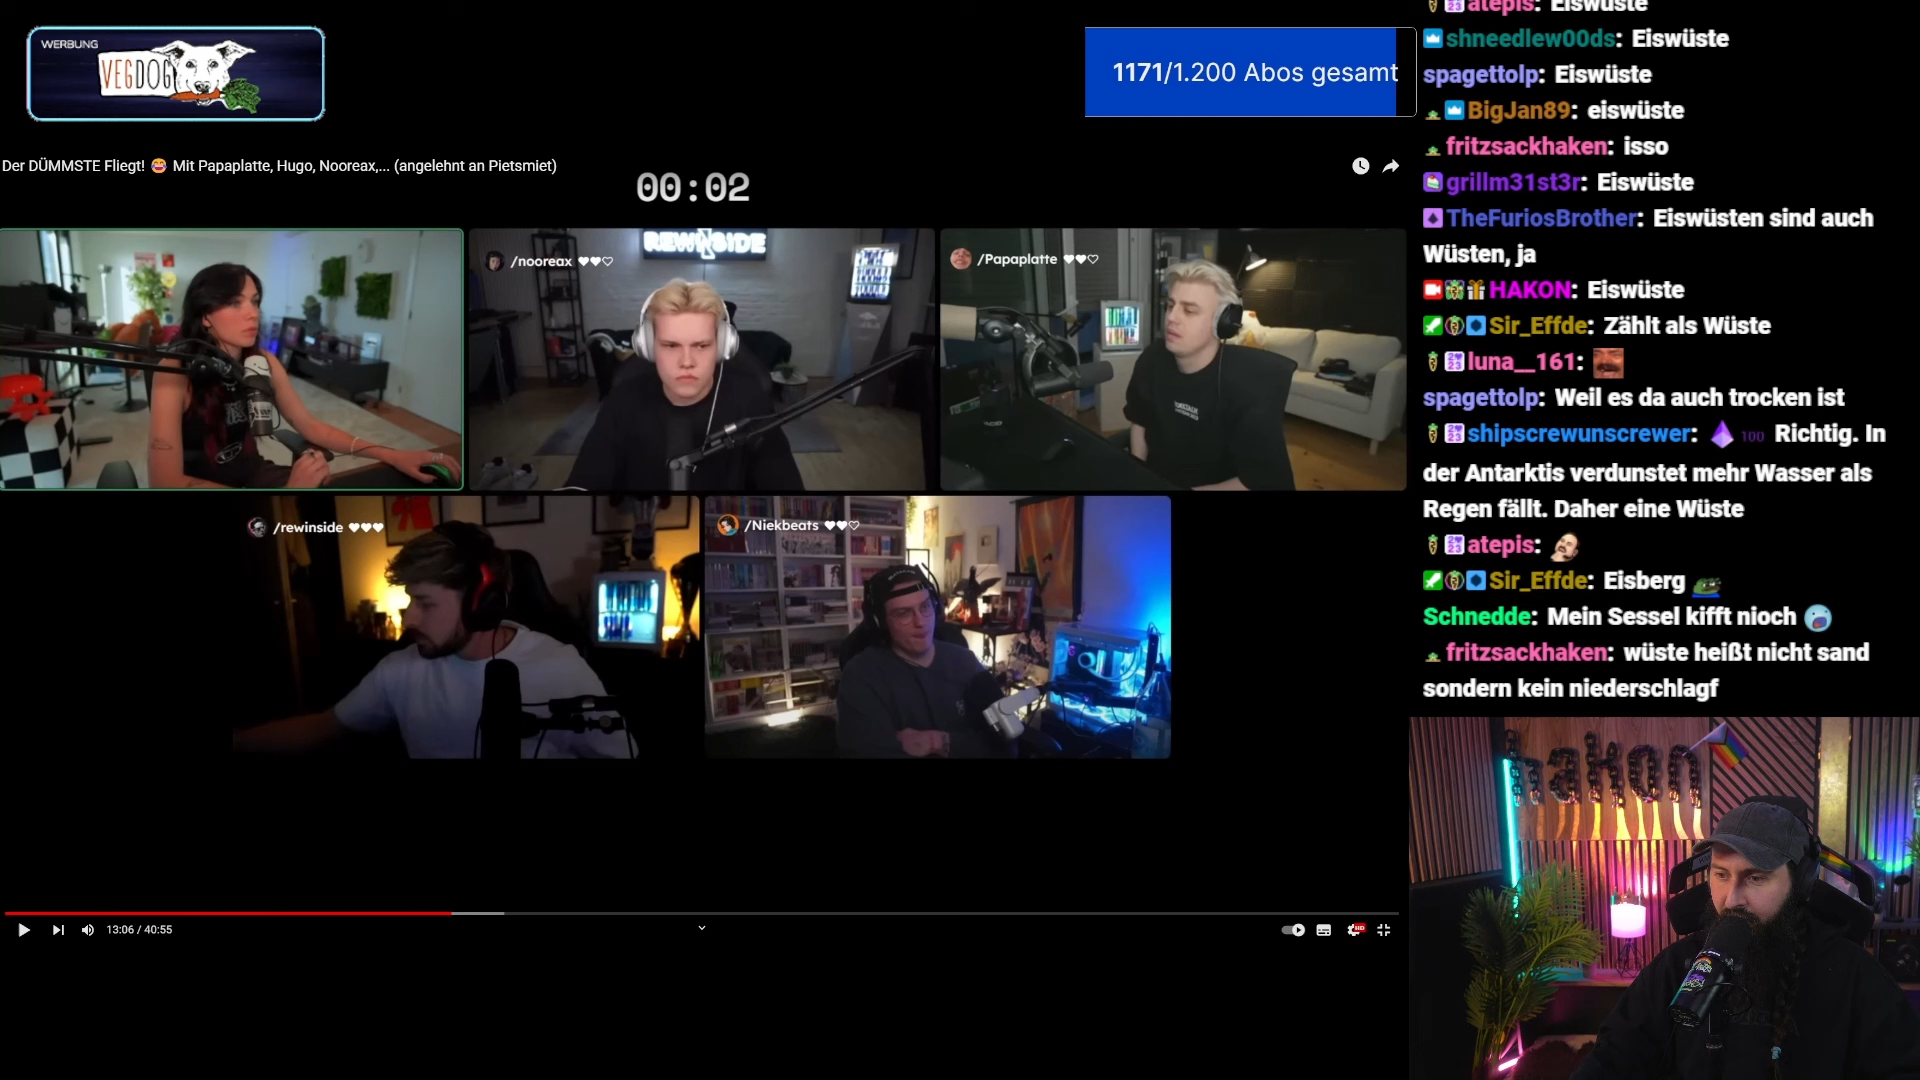 WERBUNG
VEGDOG
1171/1.200 Abos gesamt
Der DÜMMSTE Fliegt! 😂 Mit Papaplatte, Hugo, Nooreax,... (angelehnt an Pietsmiet)
00:02
REWINSIDE
/nooreax ♥♥♡
/Papaplatte ♥♥♡
/rewinside ♥♥♥
/Niekbeats ♥♥♡
13:06 / 40:55
HD
atepis: Eiswüste
shneedlew00ds: Eiswüste
spagettolp: Eiswüste
BigJan89: eiswüste
fritzsackhaken: isso
grillm31st3r: Eiswüste
TheFuriosBrother: Eiswüsten sind auch
Wüsten, ja
HAKON: Eiswüste
Sir_Effde: Zählt als Wüste
luna__161:
spagettolp: Weil es da auch trocken ist
shipscrewunscrewer: 100 Richtig. In
der Antarktis verdunstet mehr Wasser als
Regen fällt. Daher eine Wüste
atepis:
Sir_Effde: Eisberg
Schnedde: Mein Sessel kifft nioch
fritzsackhaken: wüste heißt nicht sand
sondern kein niederschlagf
hakon